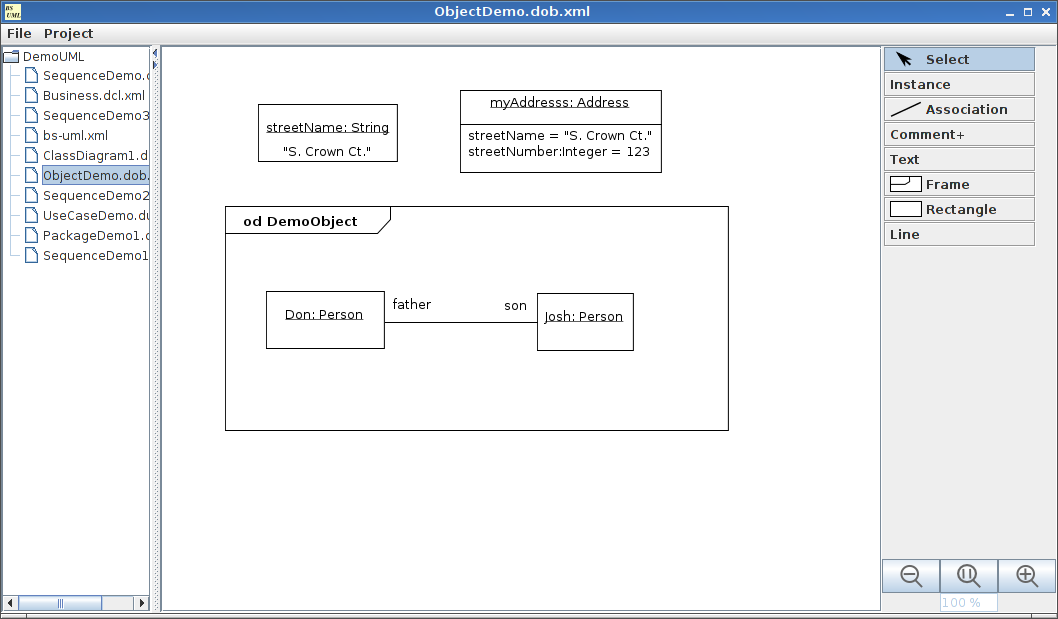 BS
UML
ObjectDemo.dob.xml
File Project
DemoUML
SequenceDemo.
Business.dcl.xml
SequenceDemo3
bs-uml.xml
ClassDiagram1.d
ObjectDemo.dob.
SequenceDemo2
UseCaseDemo.du
PackageDemo1.c
SequenceDemo1
streetName: String
"S. Crown Ct."
myAddresss: Address
streetName = "S. Crown Ct."
streetNumber:Integer = 123
od DemoObject
Don: Person
father
son
Josh: Person
Select
Instance
Association
Comment+
Text
Frame
Rectangle
Line
100 %